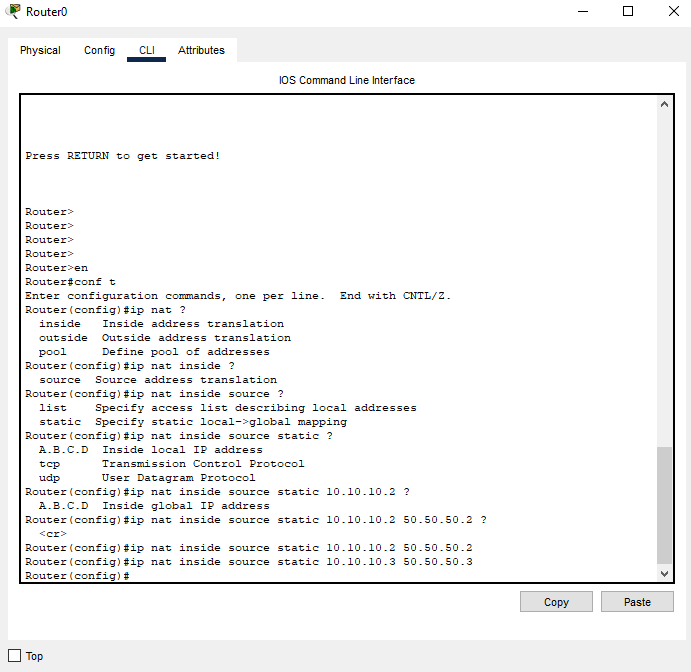 Router0
Physical Config CLI Attributes
IOS Command Line Interface
Press RETURN to get started!
Router>
Router>
Router>
Router>
Router>en
Router#conf t
Enter configuration commands, one per line.  End with CNTL/Z.
Router(config)#ip nat ?
  inside   Inside address translation
  outside  Outside address translation
  pool     Define pool of addresses
Router(config)#ip nat inside ?
  source  Source address translation
Router(config)#ip nat inside source ?
  list    Specify access list describing local addresses
  static  Specify static local->global mapping
Router(config)#ip nat inside source static ?
  A.B.C.D  Inside local IP address
  tcp      Transmission Control Protocol
  udp      User Datagram Protocol
Router(config)#ip nat inside source static 10.10.10.2 ?
  A.B.C.D  Inside global IP address
Router(config)#ip nat inside source static 10.10.10.2 50.50.50.2 ?
  <cr>
Router(config)#ip nat inside source static 10.10.10.2 50.50.50.2
Router(config)#ip nat inside source static 10.10.10.3 50.50.50.3
Router(config)#
Copy Paste
Top